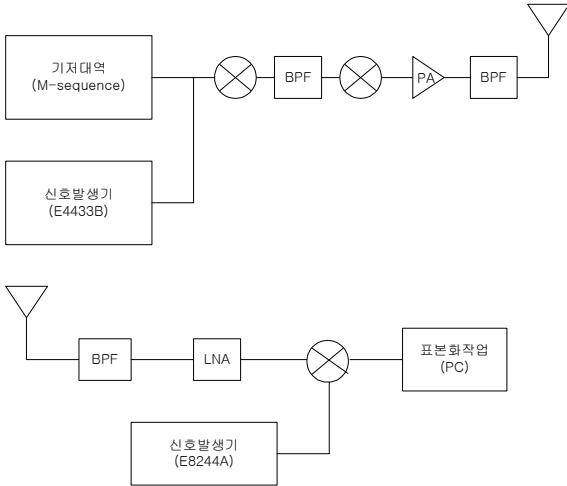 기저대역
(M-sequence)
BPF
PA
BPF
신호발생기
(E4433B)
BPF
LNA
표본화작업
(PC)
신호발생기
(E8244A)